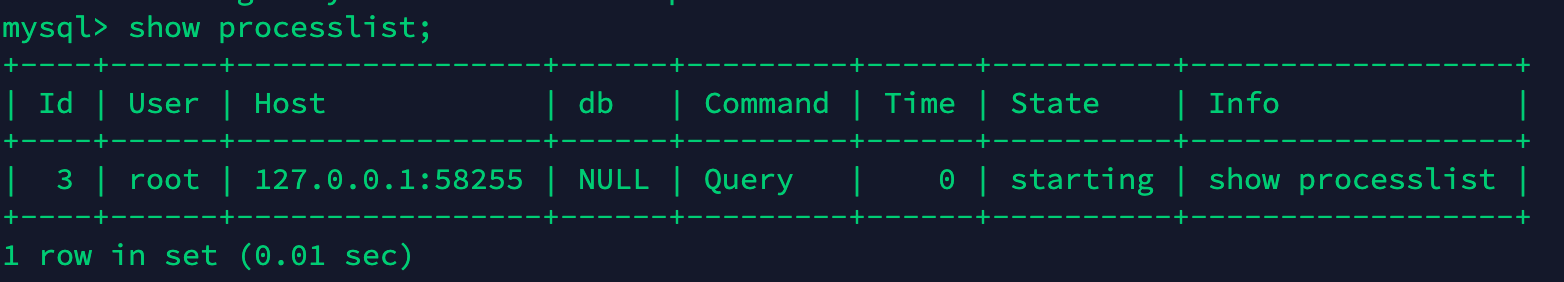 mysql> show processlist;
+----+------+-----------------+------+---------+------+----------+-----------------+
| Id | User | Host            | db   | Command | Time | State    | Info            |
+----+------+-----------------+------+---------+------+----------+-----------------+
|  3 | root | 127.0.0.1:58255 | NULL | Query   |    0 | starting | show processlist |
+----+------+-----------------+------+---------+------+----------+-----------------+
1 row in set (0.01 sec)